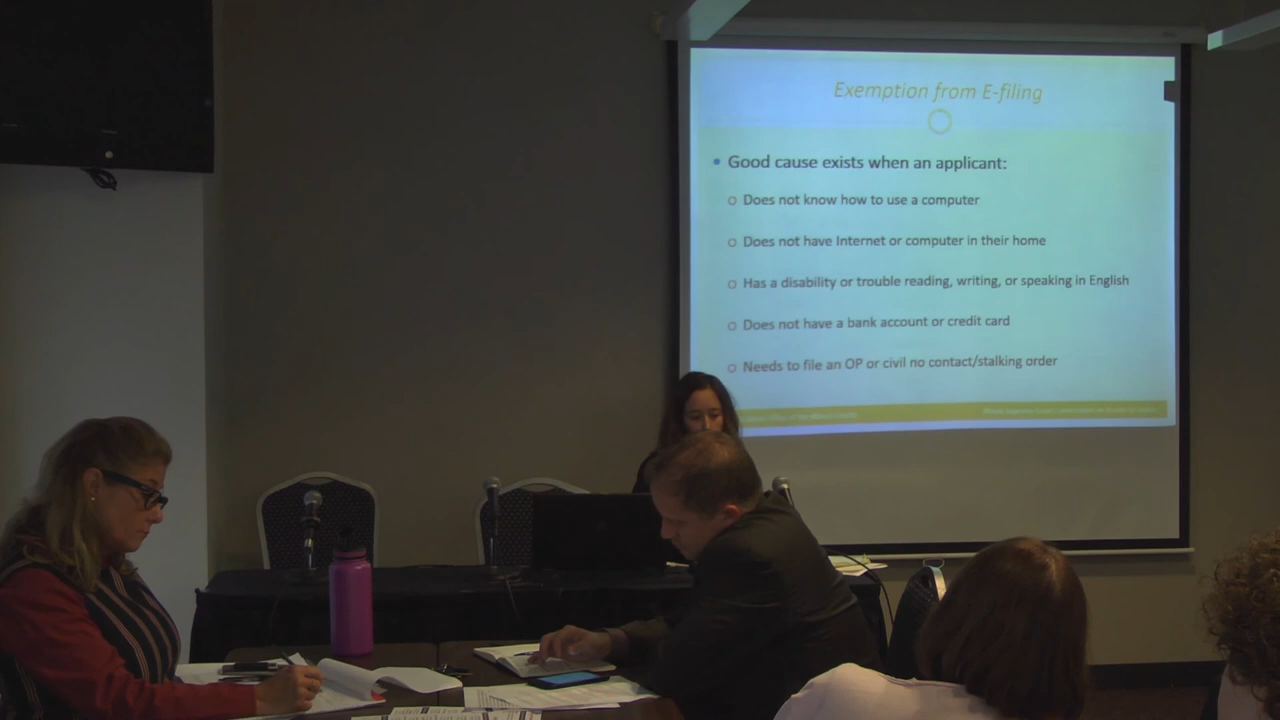 Exemption from E-filing
Good cause exists when an applicant:
Does not know how to use a computer
Does not have Internet or computer in their home
Has a disability or trouble reading, writing, or speaking in English
Does not have a bank account or credit card
Needs to file an OP or civil no contact/stalking order